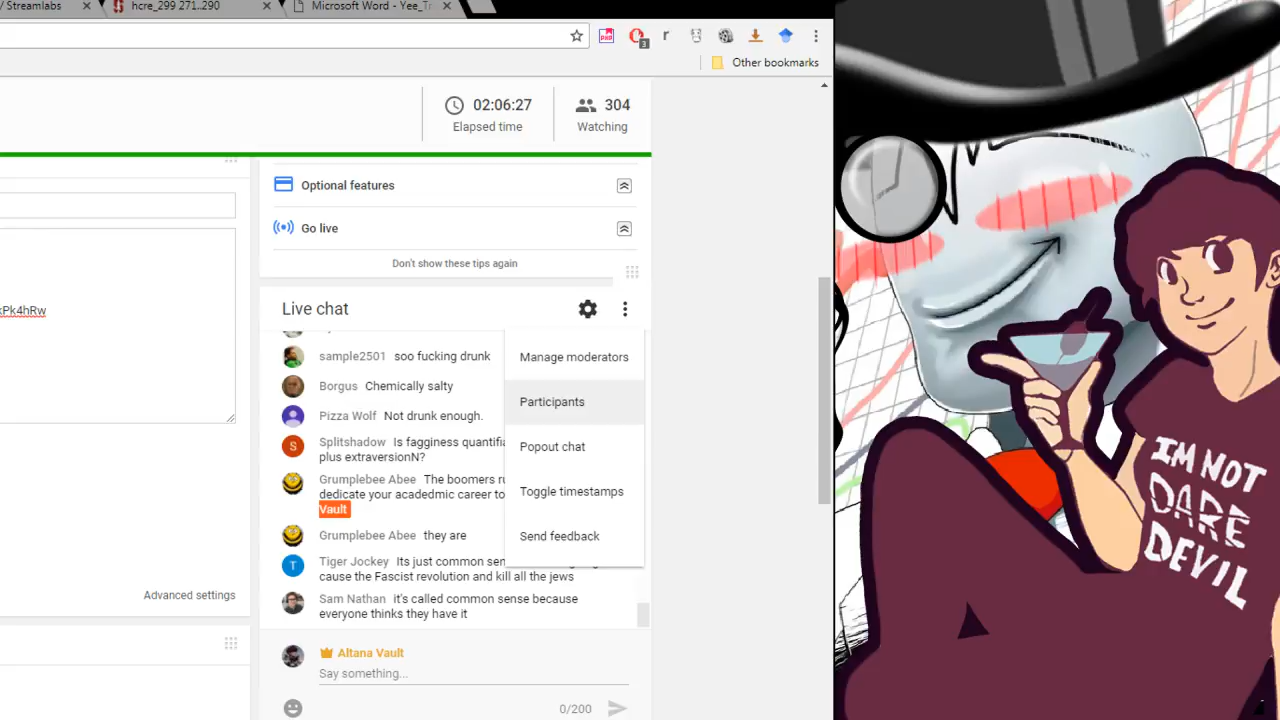 / Streamlabs
hcre_299 271..290
Microsoft Word - Yee_Tr
3
r
Other bookmarks
02:06:27
Elapsed time
304
Watching
Optional features
Go live
Don't show these tips again
kPk4hRw
Live chat
sample2501 soo fucking drunk
Borgus Chemically salty
Pizza Wolf Not drunk enough.
S
Splitshadow Is fagginess quantifi
plus extraversionN?
Grumplebee Abee The boomers ru
dedicate your acadedmic career to
Vault
Grumplebee Abee they are
T
Tiger Jockey Its just common sen
cause the Fascist revolution and kill all the jews
Sam Nathan it's called common sense because
everyone thinks they have it
Manage moderators
Participants
Popout chat
Toggle timestamps
Send feedback
Advanced settings
Altana Vault
Say something...
0/200
I'M NOT
DARE
DEVIL